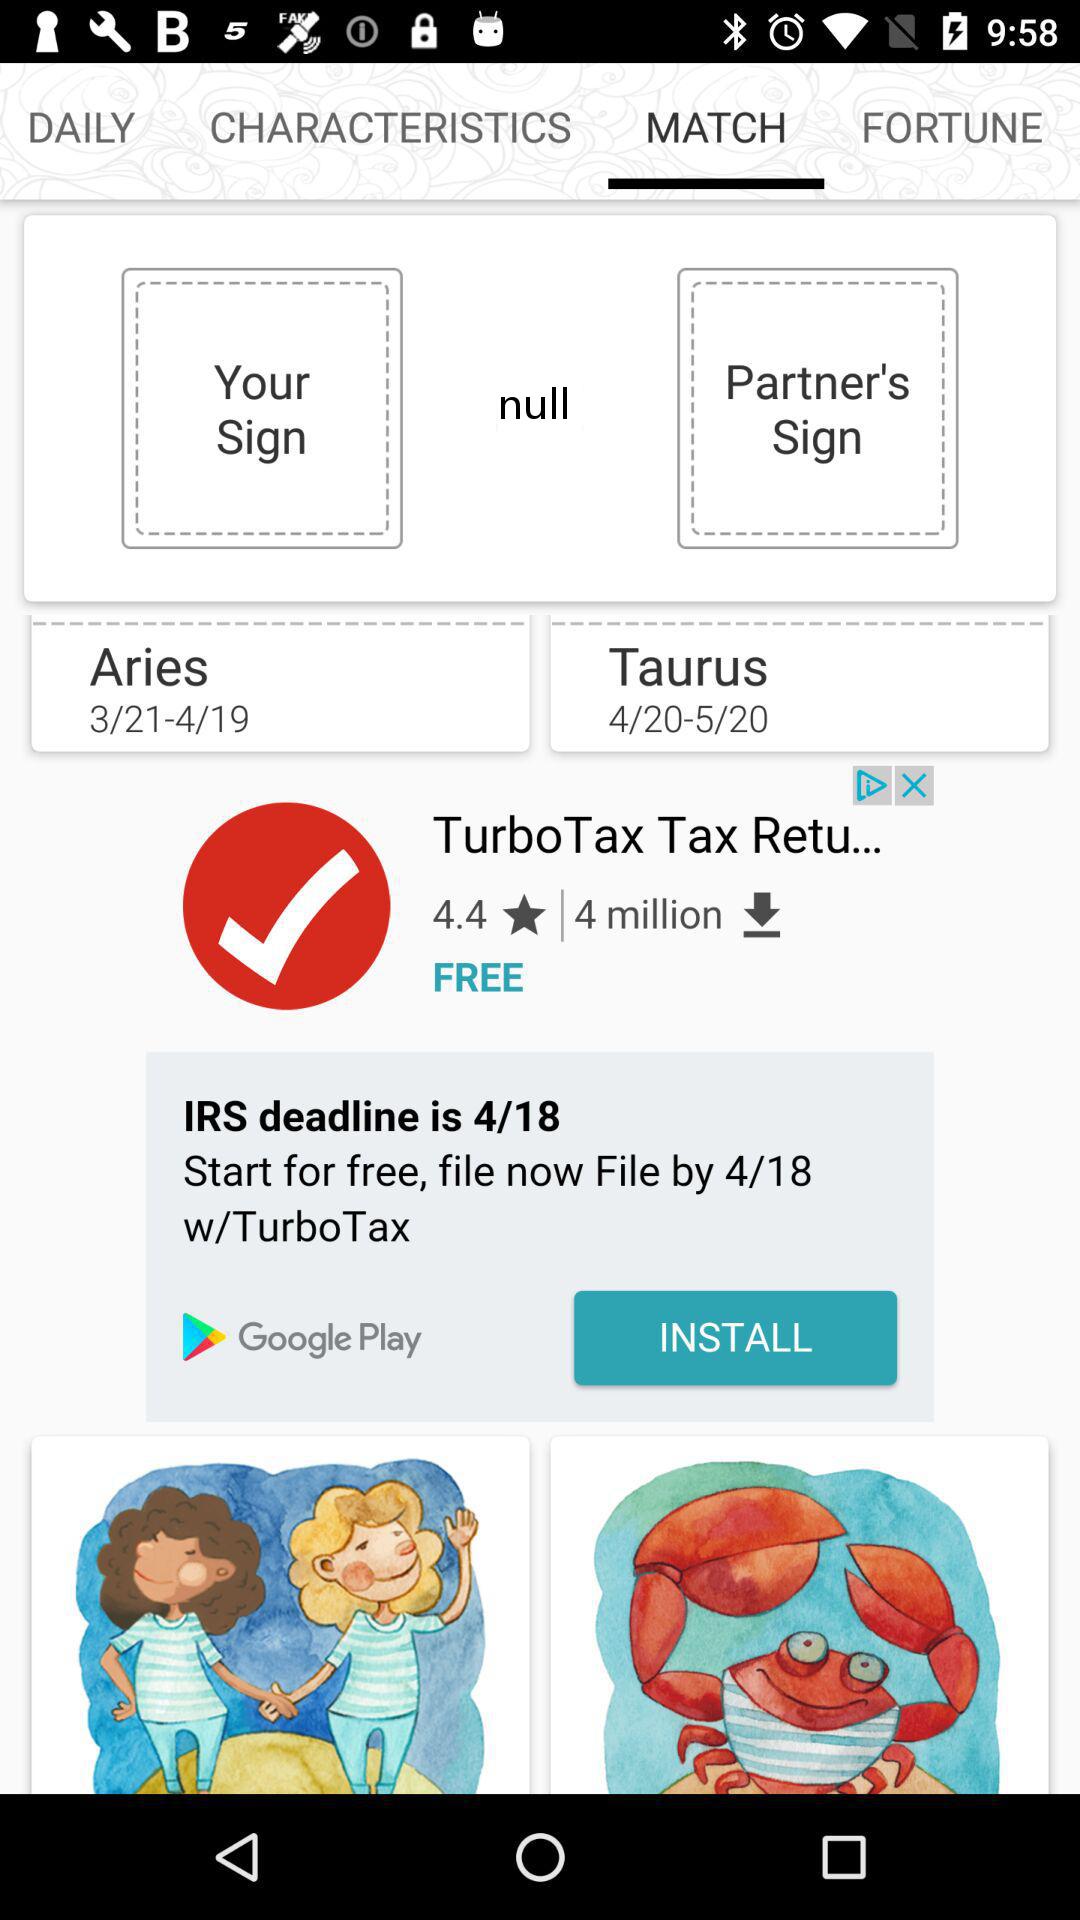 B 5 FAKE 9:58
DAILY CHARACTERISTICS MATCH FORTUNE
Your
Sign
null
Partner's
Sign
Aries
3/21-4/19
Taurus
4/20-5/20
TurboTax Tax Retu...
4.4 4 million
FREE
IRS deadline is 4/18
Start for free, file now File by 4/18
w/TurboTax
Google Play
INSTALL